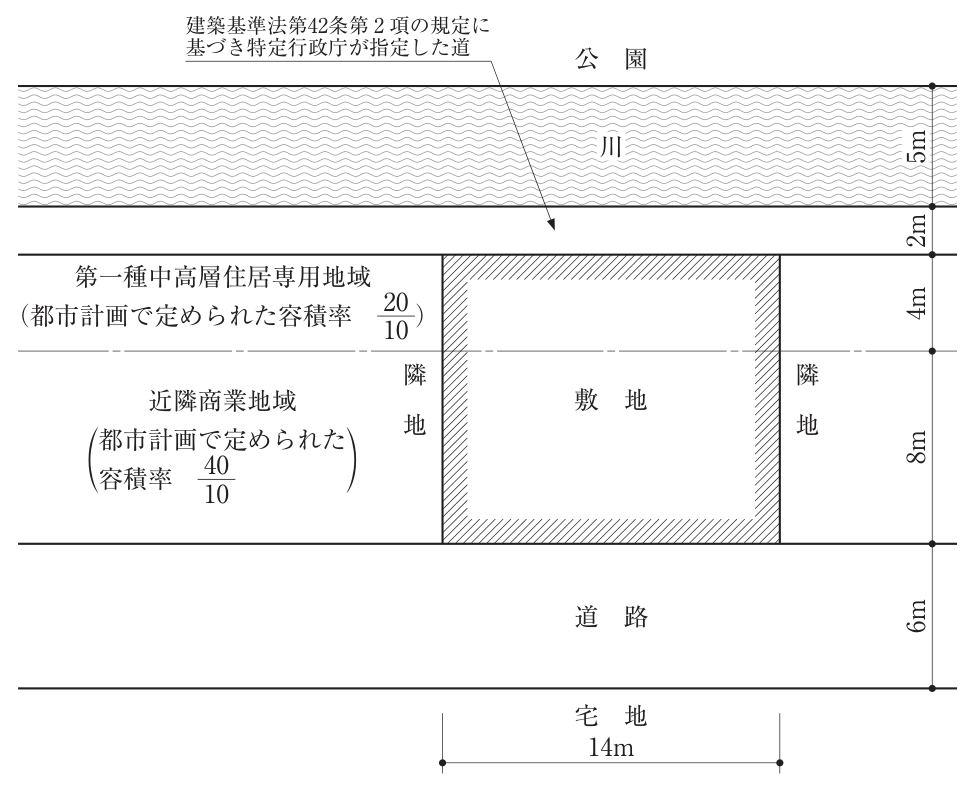 建築基準法第42条第2項の規定に
基づき特定行政庁が指定した道
公 園
川
5m
2m
第一種中高層住居専用地域
(都市計画で定められた容積率 20/10)
4m
隣地
隣地
近隣商業地域
敷 地
(都市計画で定められた
容積率 40/10)
8m
道 路
6m
宅 地
14m